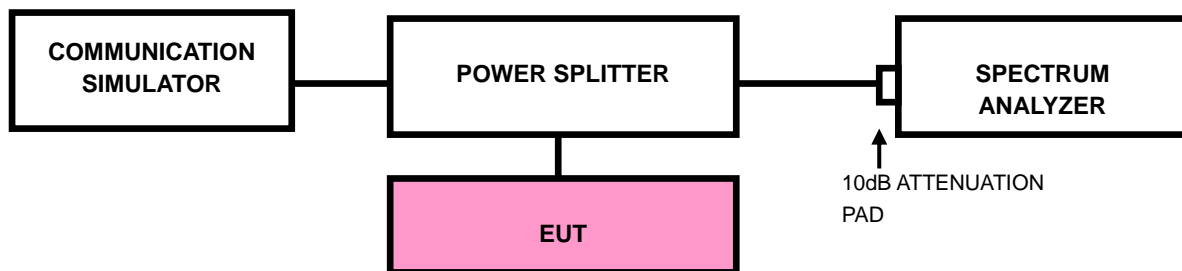 COMMUNICATION
SIMULATOR
POWER SPLITTER
SPECTRUM
ANALYZER
10dB ATTENUATION
PAD
EUT